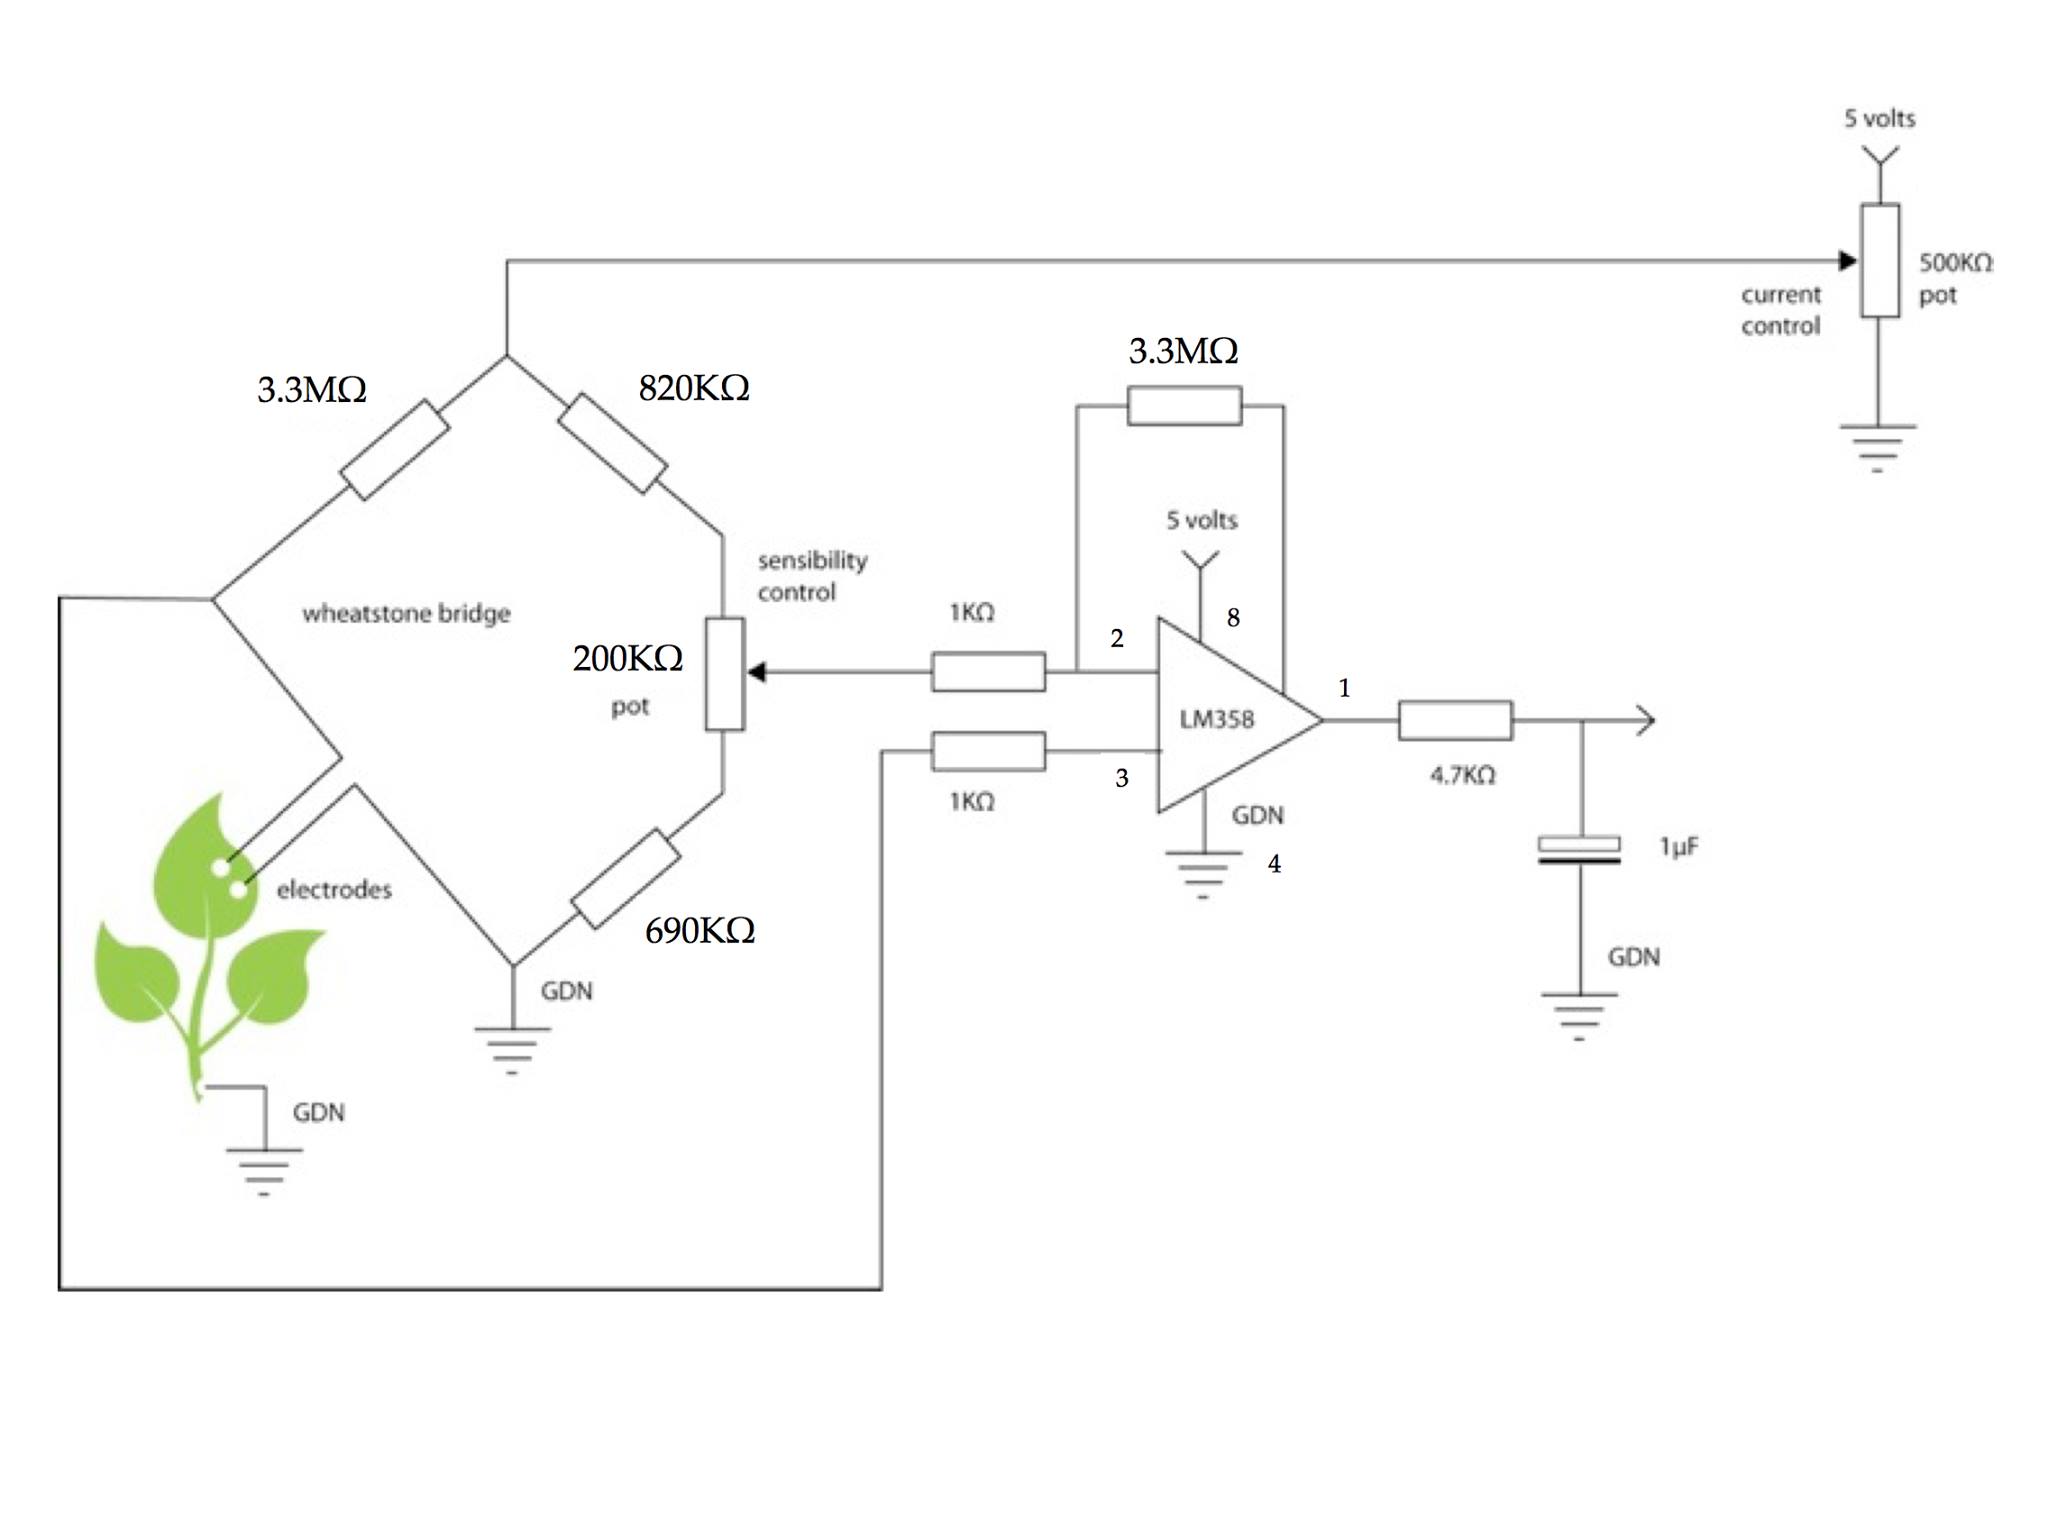 5 volts
500KΩ
pot
current
control
3.3MΩ
3.3MΩ
820KΩ
5 volts
sensibility
control
wheatstone bridge
1KΩ
2
8
200KΩ
pot
LM358
1
4.7KΩ
3
1KΩ
GDN
4
1µF
electrodes
690KΩ
GDN
GDN
GDN